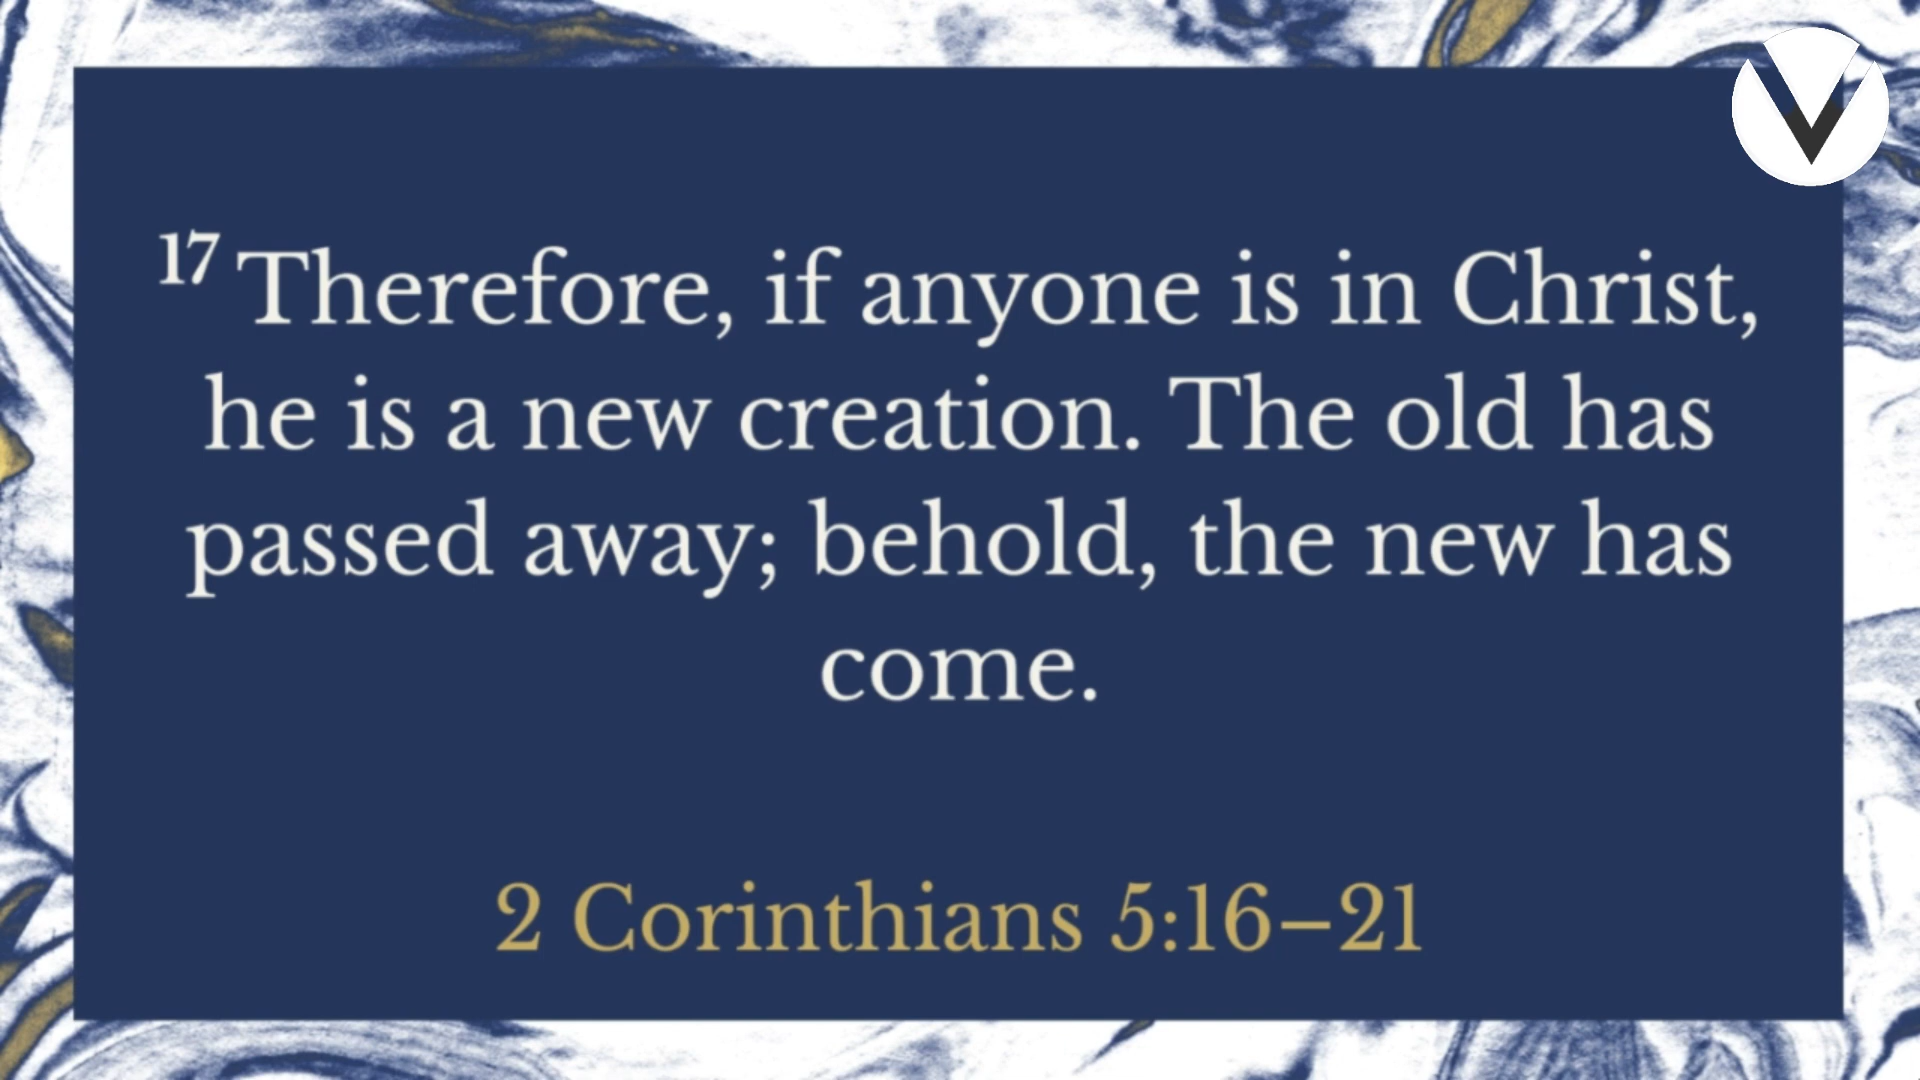 17 Therefore, if anyone is in Christ,
he is a new creation. The old has
passed away; behold, the new has
come.
2 Corinthians 5:16–21